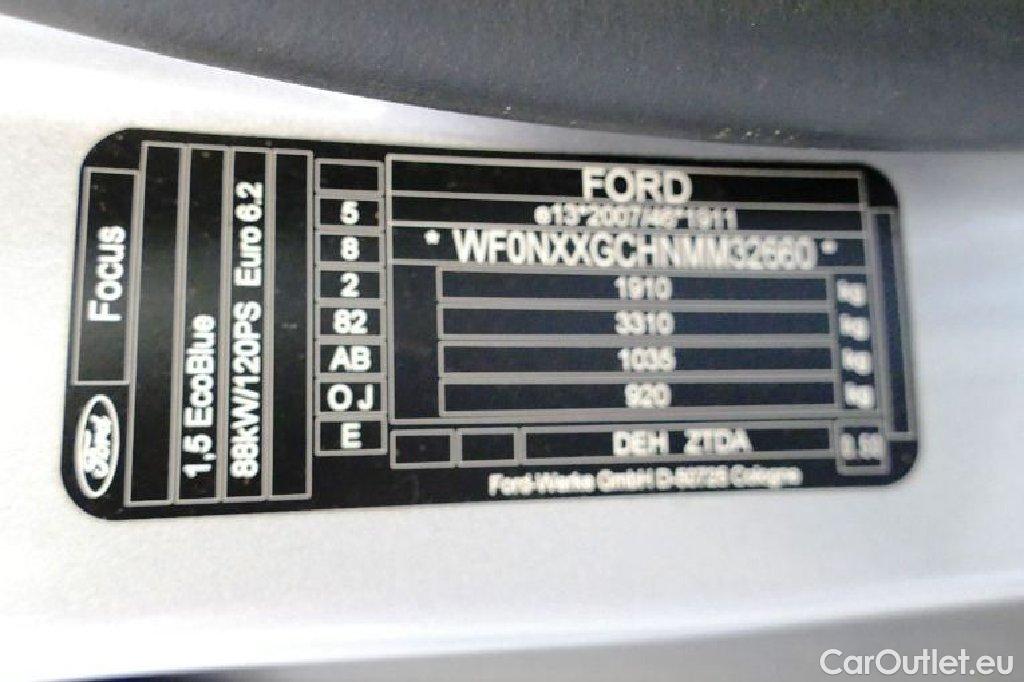 Focus
Ford
1,5 EcoBlue
88kW/120PS Euro 6.2
5
8
2
82
AB
OJ
E
FORD
e13*2007/46*1911
* WF0NXXGCHNMM32660 *
1910 kg
3310 kg
1035 kg
920 kg
DEH ZTDA
Ford-Werke GmbH Cologne
CarOutlet.eu